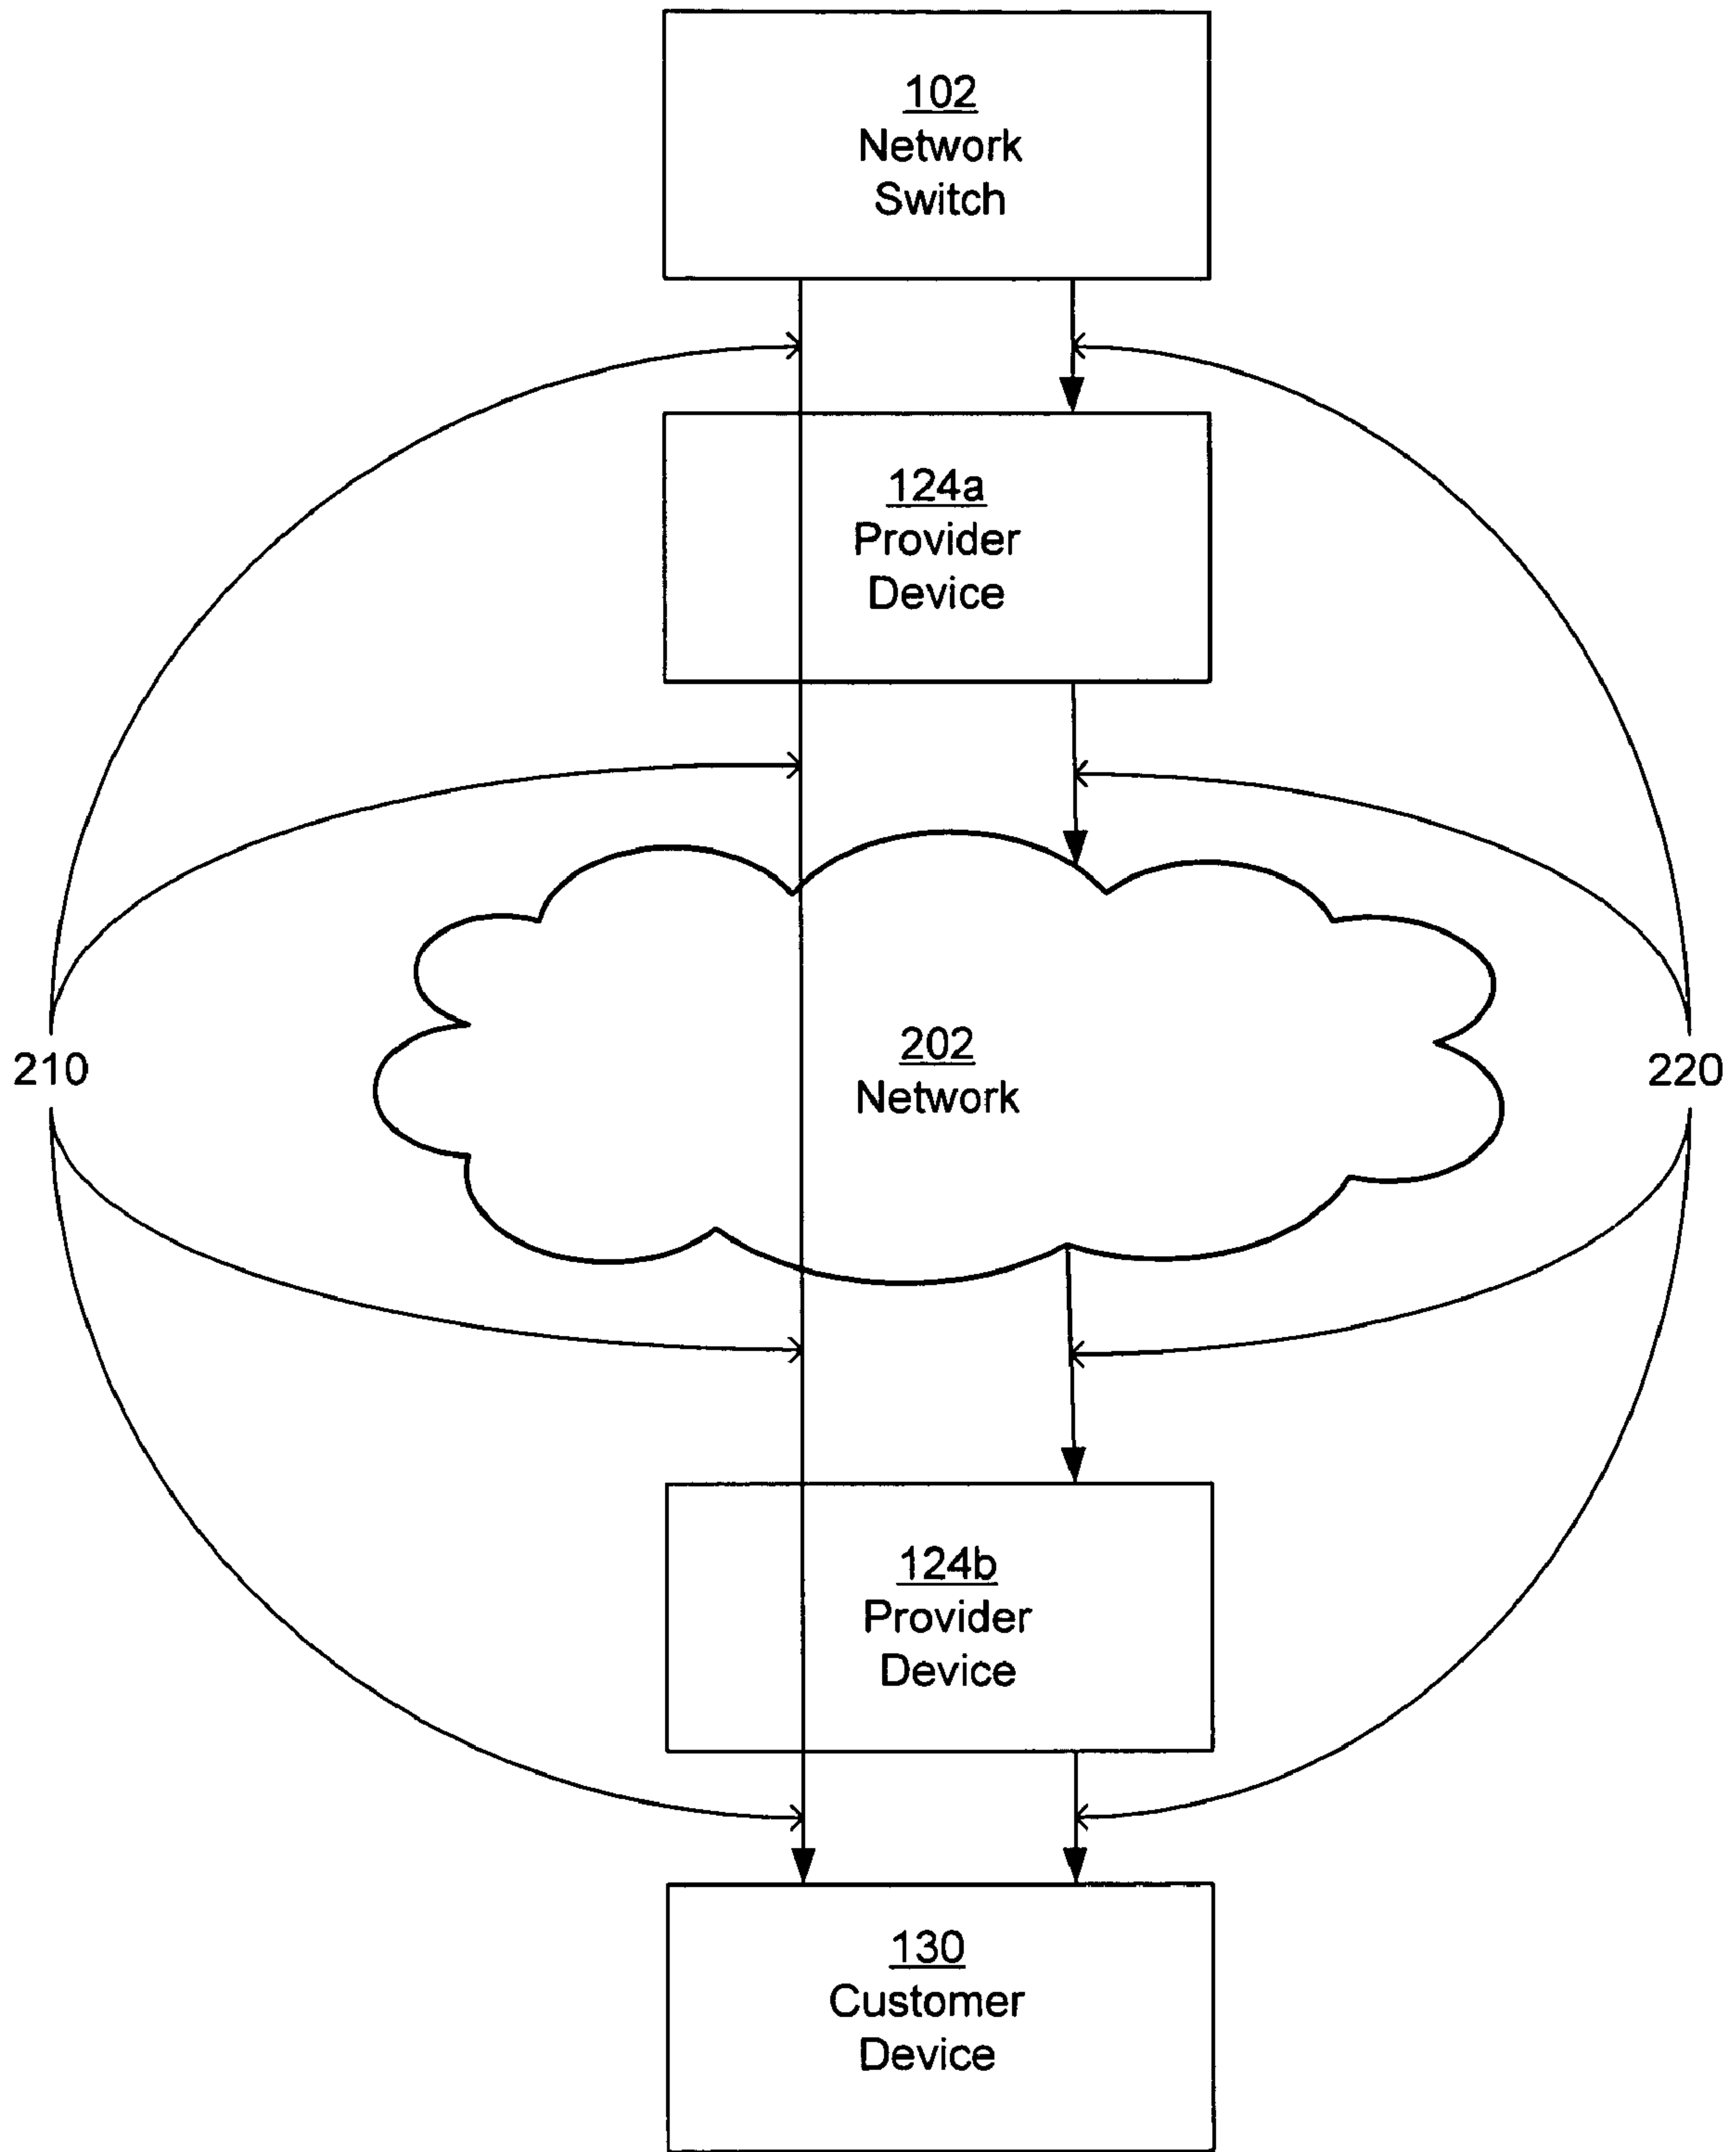 102
Network
Switch
124a
Provider
Device
210
202
Network
220
124b
Provider
Device
130
Customer
Device